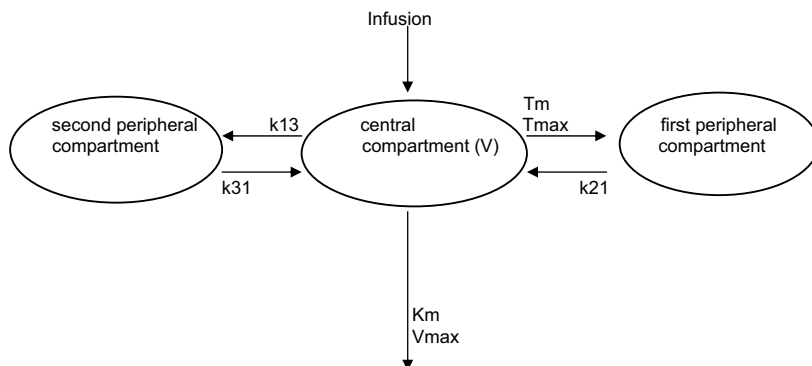 Infusion
second peripheral
compartment
k13
k31
central
compartment (V)
Tm
Tmax
k21
first peripheral
compartment
Km
Vmax